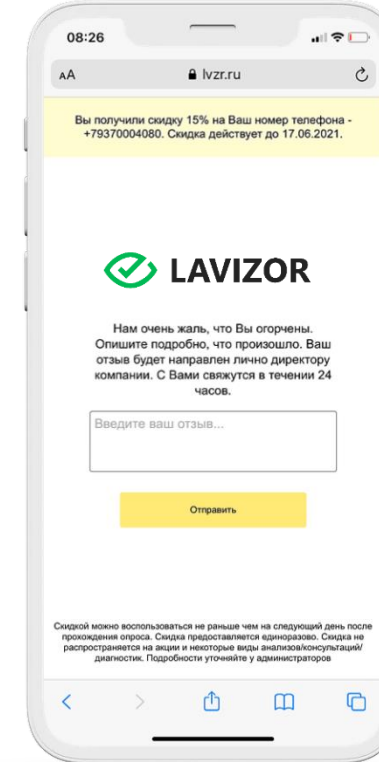 08:26
AA
lvzr.ru
Вы получили скидку 15% на Ваш номер телефона -
+79370004080. Скидка действует до 17.06.2021.
LAVIZOR
Нам очень жаль, что Вы огорчены.
Опишите подробно, что произошло. Ваш
отзыв будет направлен лично директору
компании. С Вами свяжутся в течении 24
часов.
Введите ваш отзыв...
Отправить
Скидкой можно воспользоваться не раньше чем на следующий день после
прохождения опроса. Скидка предоставляется единоразово. Скидка не
распространяется на акции и некоторые виды анализов/консультаций/
диагностик. Подробности уточняйте у администраторов